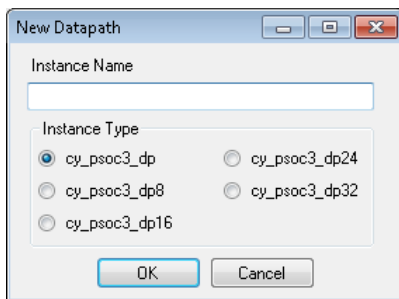 New Datapath
Instance Name
Instance Type
cy_psoc3_dp
cy_psoc3_dp24
cy_psoc3_dp8
cy_psoc3_dp32
cy_psoc3_dp16
OK
Cancel